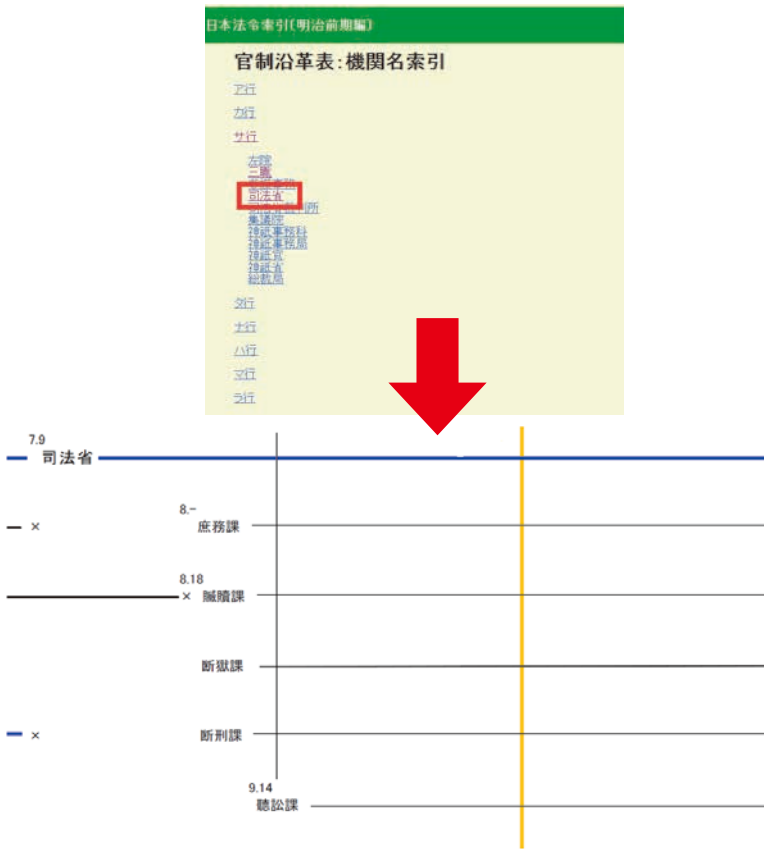 日本法令索引〔明治前期編〕
官制沿革表:機関名索引
ア行
カ行
サ行
左院
三職
司法省
集議院
神祇事務科
神祇事務局
神祇官
神祇省
総裁局
タ行
ナ行
ハ行
マ行
ラ行
7.9
司法省
8.-
× 庶務課
8.18
× 贓贖課
断獄課
× 断刑課
9.14
聴訟課